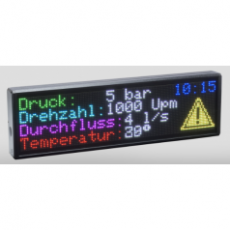 Druck: 5 bar 10:15
Drehzahl:1000 Upm
Durchfluss:4 l/s
Temperatur:30°